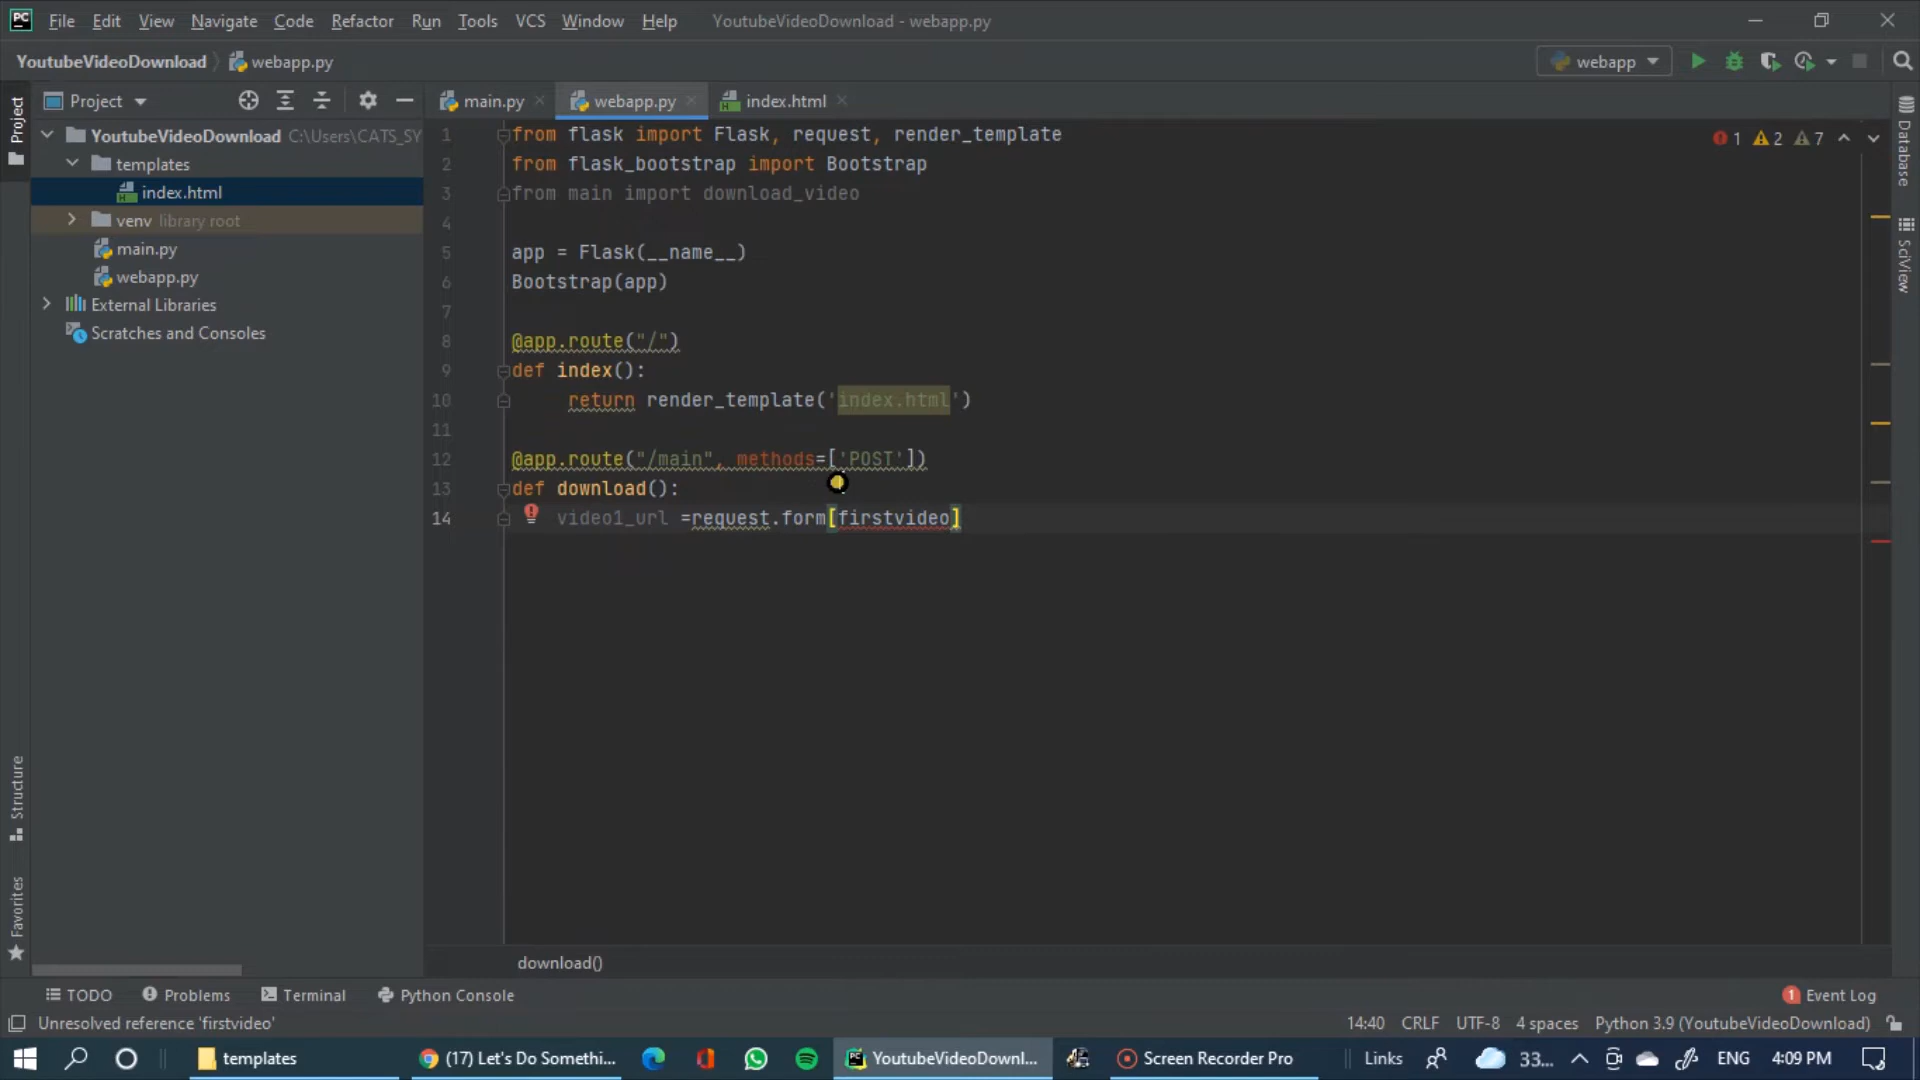 PC File Edit View Navigate Code Refactor Run Tools VCS Window Help YoutubeVideoDownload - webapp.py
YoutubeVideoDownload webapp.py webapp
Project main.py webapp.py index.html
Project
YoutubeVideoDownload C:\Users\CATS_SY
templates
index.html
venv library root
main.py
webapp.py
External Libraries
Scratches and Consoles
1 from flask import Flask, request, render_template
2 from flask_bootstrap import Bootstrap
3 from main import download_video
4
5 app = Flask(__name__)
6 Bootstrap(app)
7
8 @app.route("/")
9 def index():
10 return render_template('index.html')
11
12 @app.route("/main", methods=['POST'])
13 def download():
14 video1_url =request.form[firstvideo]
1 2 7
Database
SciView
Structure
Favorites
download()
TODO Problems Terminal Python Console 1 Event Log
Unresolved reference 'firstvideo' 14:40 CRLF UTF-8 4 spaces Python 3.9 (YoutubeVideoDownload)
templates (17) Let's Do Somethi... PC YoutubeVideoDownl... Screen Recorder Pro Links 33... ENG 4:09 PM